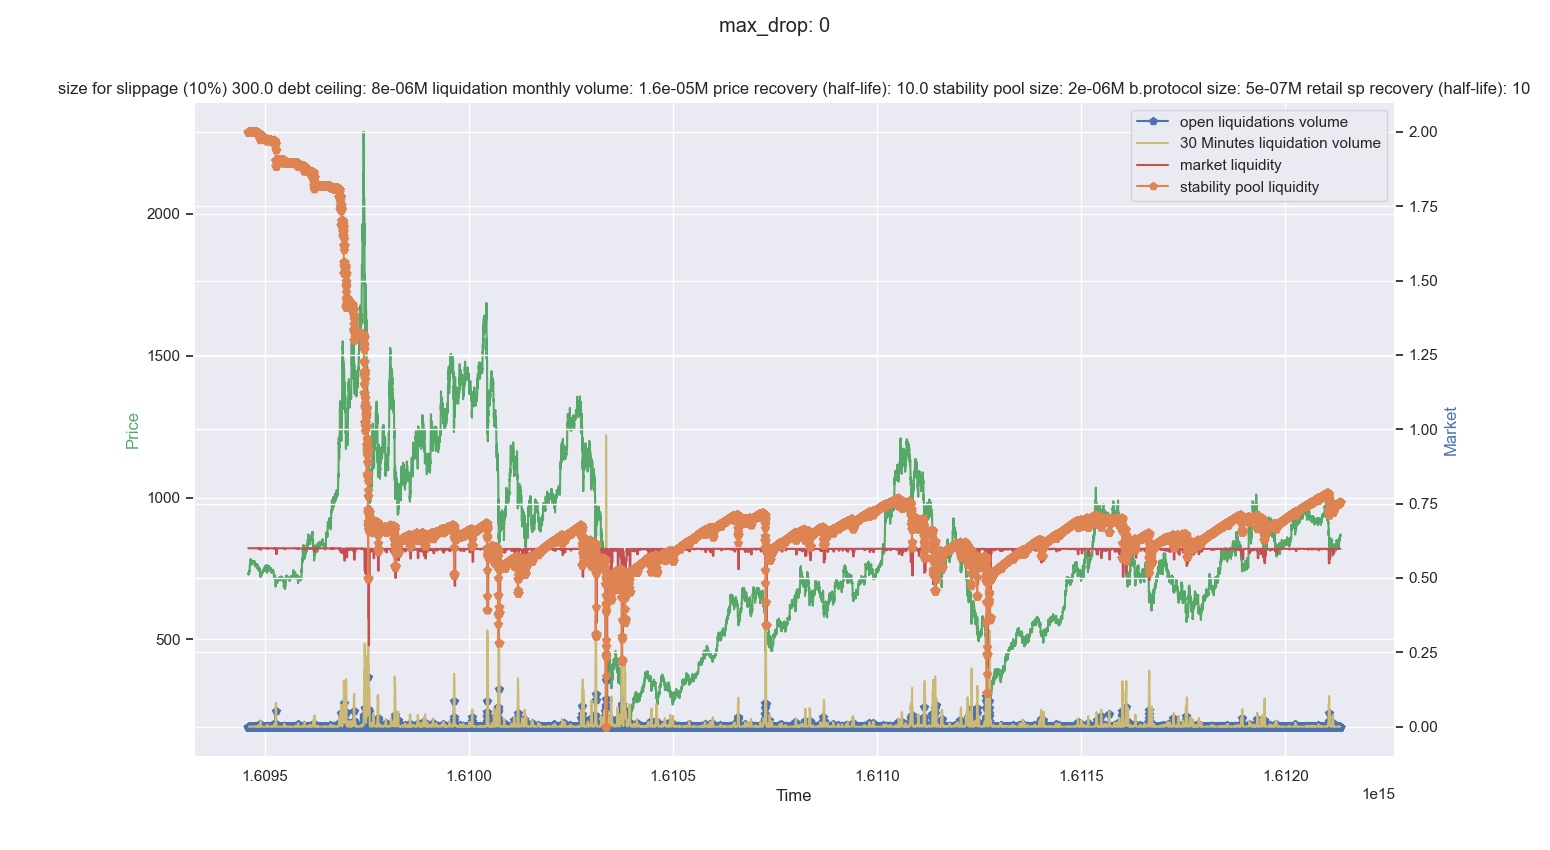 max_drop: 0
size for slippage (10%) 300.0 debt ceiling: 8e-06M liquidation monthly volume: 1.6e-05M price recovery (half-life): 10.0 stability pool size: 2e-06M b.protocol size: 5e-07M retail sp recovery (half-life): 10
open liquidations volume
30 Minutes liquidation volume
market liquidity
stability pool liquidity
2000
1500
1000
500
Price
2.00
1.75
1.50
1.25
1.00
0.75
0.50
0.25
0.00
Market
1.6095 1.6100 1.6105 1.6110 1.6115 1.6120
1e15
Time